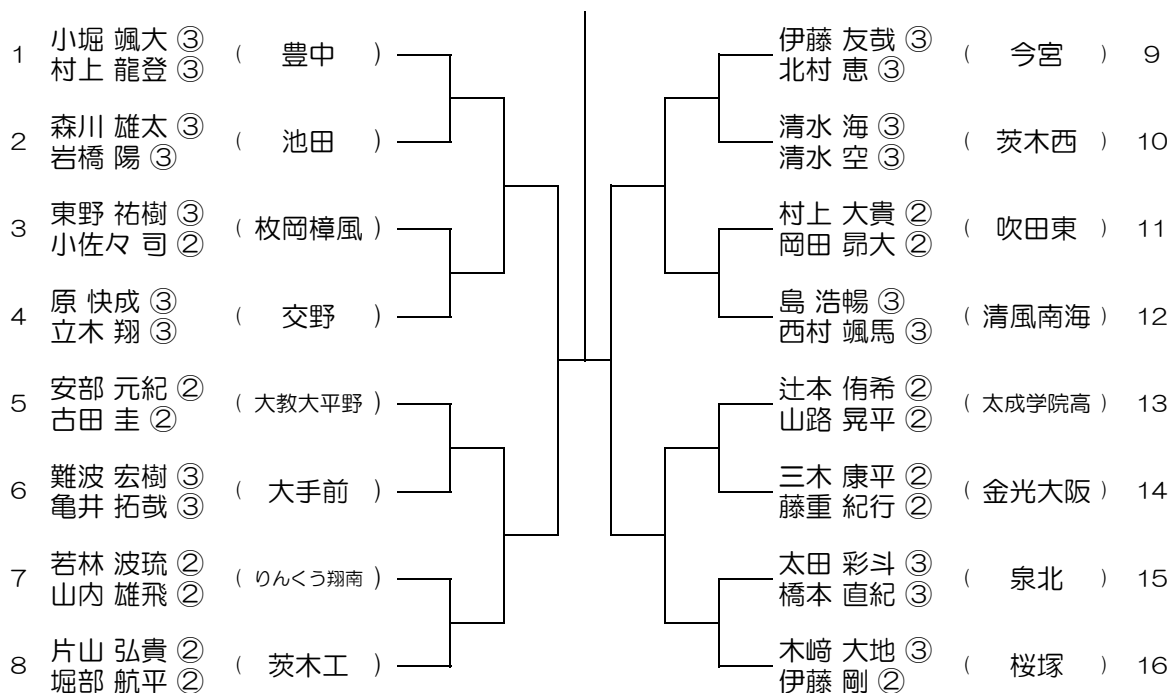 1 小堀 颯大 ③ ( 豊中 )
村上 龍登 ③
2 森川 雄太 ③ ( 池田 )
岩橋 陽 ③
3 東野 祐樹 ③ ( 枚岡樟風 )
小佐々 司 ②
4 原 快成 ③ ( 交野 )
立木 翔 ③
5 安部 元紀 ② ( 大教大平野 )
古田 圭 ②
6 難波 宏樹 ③ ( 大手前 )
亀井 拓哉 ③
7 若林 波琉 ② ( りんくう翔南 )
山内 雄飛 ②
8 片山 弘貴 ② ( 茨木工 )
堀部 航平 ②
伊藤 友哉 ③ ( 今宮 ) 9
北村 恵 ③
清水 海 ③ ( 茨木西 ) 10
清水 空 ③
村上 大貴 ② ( 吹田東 ) 11
岡田 昴大 ②
島 浩暢 ③ ( 清風南海 ) 12
西村 颯馬 ③
辻本 侑希 ② ( 太成学院高 ) 13
山路 晃平 ②
三木 康平 ② ( 金光大阪 ) 14
藤重 紀行 ②
太田 彩斗 ③ ( 泉北 ) 15
橋本 直紀 ③
木﨑 大地 ③ ( 桜塚 ) 16
伊藤 剛 ②